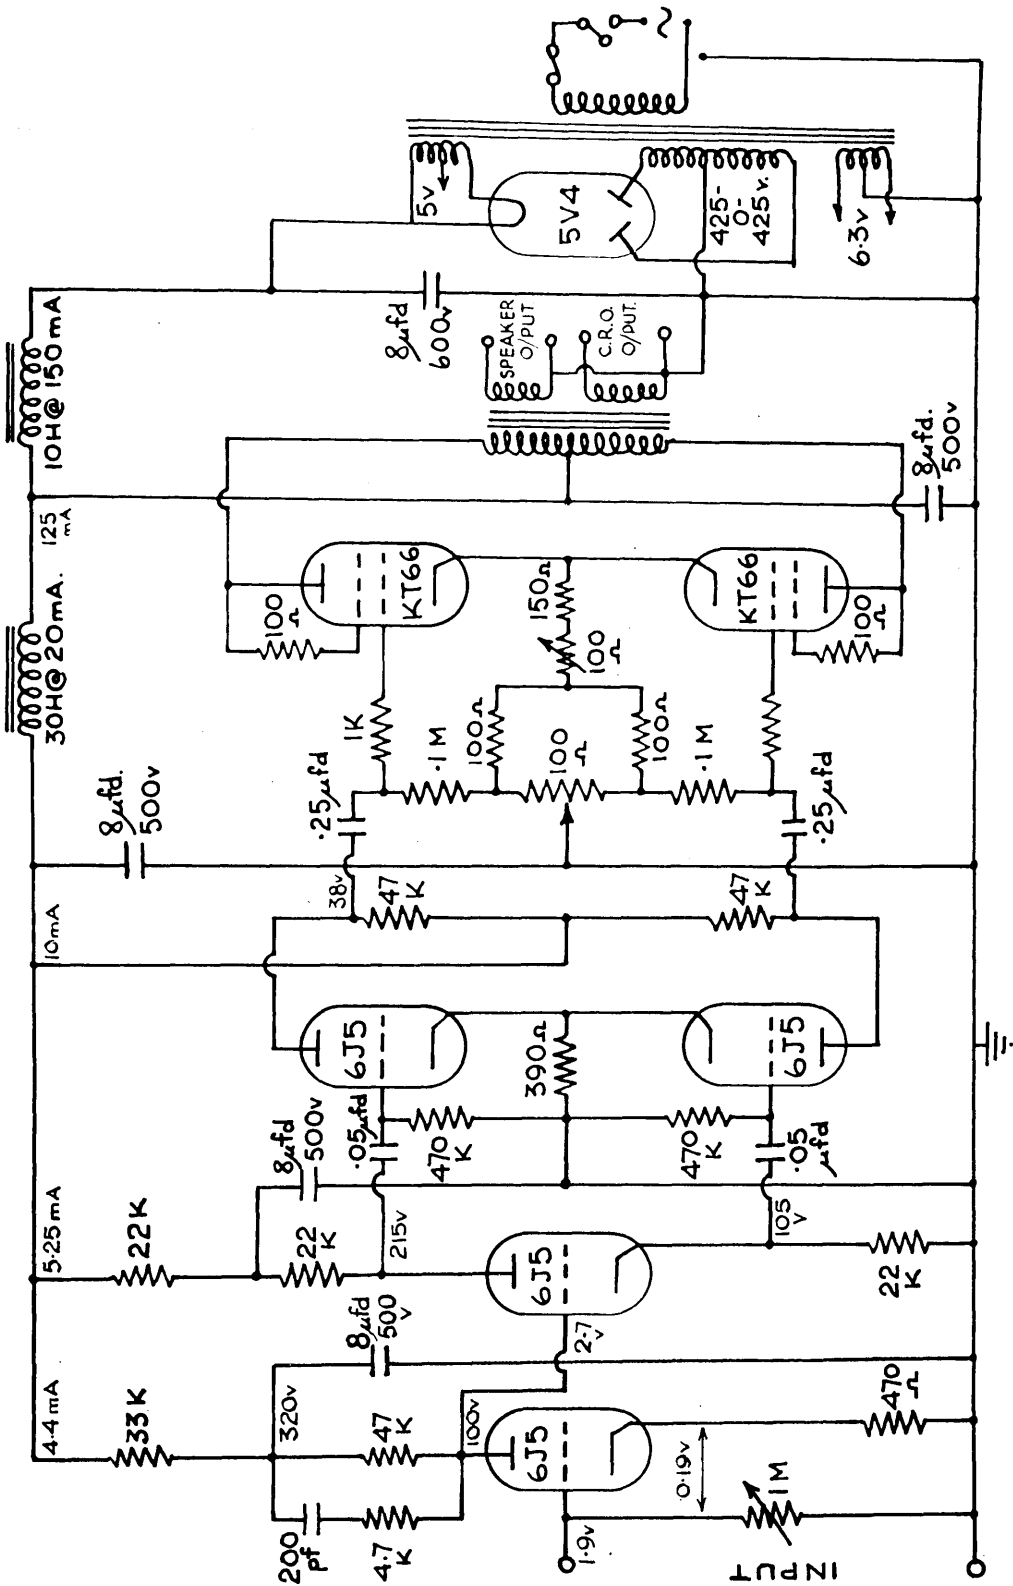 10H@150mA
125
mA
30H@20mA.
10mA
5·25mA
4·4mA
8µfd
600v
5v
5V4
425-
0-
425v.
6·3v
~
SPEAKER
O/PUT
C.R.O.
O/PUT.
8µfd.
500v
100
Ω
KT66
150Ω
100
Ω
KT66
100
Ω
1K
·1M
100Ω
100
Ω
100Ω
·1M
·25µfd
·25µfd
8µfd.
500v
38v
47
K
47
K
6J5
390Ω
6J5
8µfd
500v
·05µfd
470
K
470
K
·05
µfd
22K
22
K
215v
6J5
105
V
22
K
33K
8µfd
500
V
320v
47
K
100v
2·7
v
6J5
470
Ω
200
pf
4·7
K
1·9v
0·19v
1M
INPUT